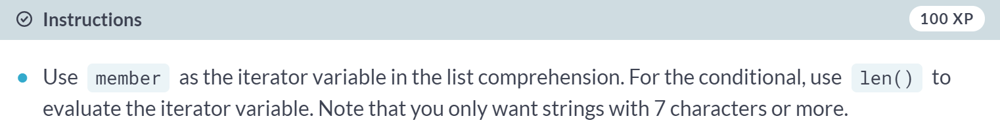 Instructions
100 XP
Use member as the iterator variable in the list comprehension. For the conditional, use len() to
evaluate the iterator variable. Note that you only want strings with 7 characters or more.